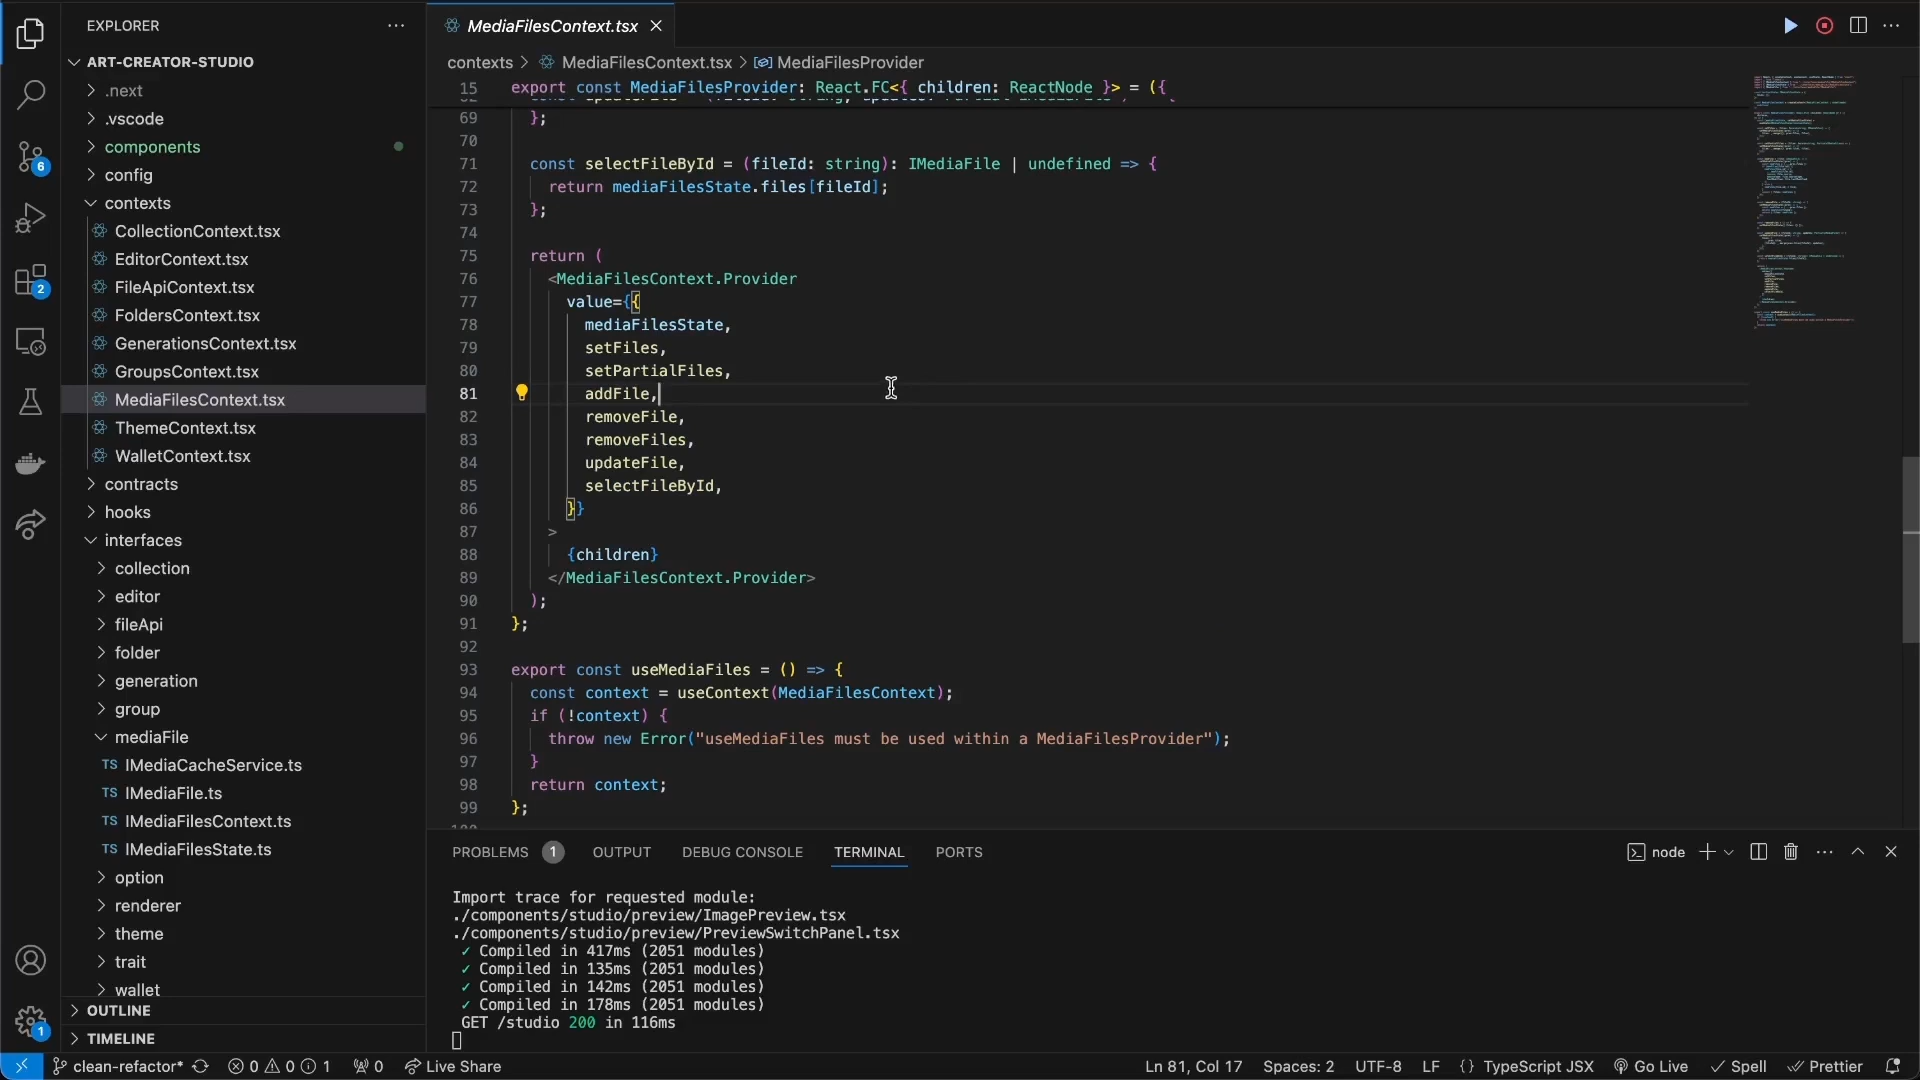 EXPLORER
ART-CREATOR-STUDIO
.next
.vscode
components
config
contexts
CollectionContext.tsx
EditorContext.tsx
FileApiContext.tsx
FoldersContext.tsx
GenerationsContext.tsx
GroupsContext.tsx
MediaFilesContext.tsx
ThemeContext.tsx
WalletContext.tsx
contracts
hooks
interfaces
collection
editor
fileApi
folder
generation
group
mediaFile
TS IMediaCacheService.ts
TS IMediaFile.ts
TS IMediaFilesContext.ts
TS IMediaFilesState.ts
option
renderer
theme
trait
wallet
OUTLINE
TIMELINE
6
2
1
MediaFilesContext.tsx
contexts > MediaFilesContext.tsx > MediaFilesProvider
15 export const MediaFilesProvider: React.FC<{ children: ReactNode }> = ({
69 };
70
71 const selectFileById = (fileId: string): IMediaFile | undefined => {
72 return mediaFilesState.files[fileId];
73 };
74
75 return (
76 <MediaFilesContext.Provider
77 value={{
78 mediaFilesState,
79 setFiles,
80 setPartialFiles,
81 addFile,
82 removeFile,
83 removeFiles,
84 updateFile,
85 selectFileById,
86 }}
87 >
88 {children}
89 </MediaFilesContext.Provider>
90 );
91 };
92
93 export const useMediaFiles = () => {
94 const context = useContext(MediaFilesContext);
95 if (!context) {
96 throw new Error("useMediaFiles must be used within a MediaFilesProvider");
97 }
98 return context;
99 };
PROBLEMS 1 OUTPUT DEBUG CONSOLE TERMINAL PORTS
node
Import trace for requested module:
./components/studio/preview/ImagePreview.tsx
./components/studio/preview/PreviewSwitchPanel.tsx
✓ Compiled in 417ms (2051 modules)
✓ Compiled in 135ms (2051 modules)
✓ Compiled in 142ms (2051 modules)
✓ Compiled in 178ms (2051 modules)
GET /studio 200 in 116ms
clean-refactor* 0 0 1 0 Live Share Ln 81, Col 17 Spaces: 2 UTF-8 LF {} TypeScript JSX Go Live Spell Prettier